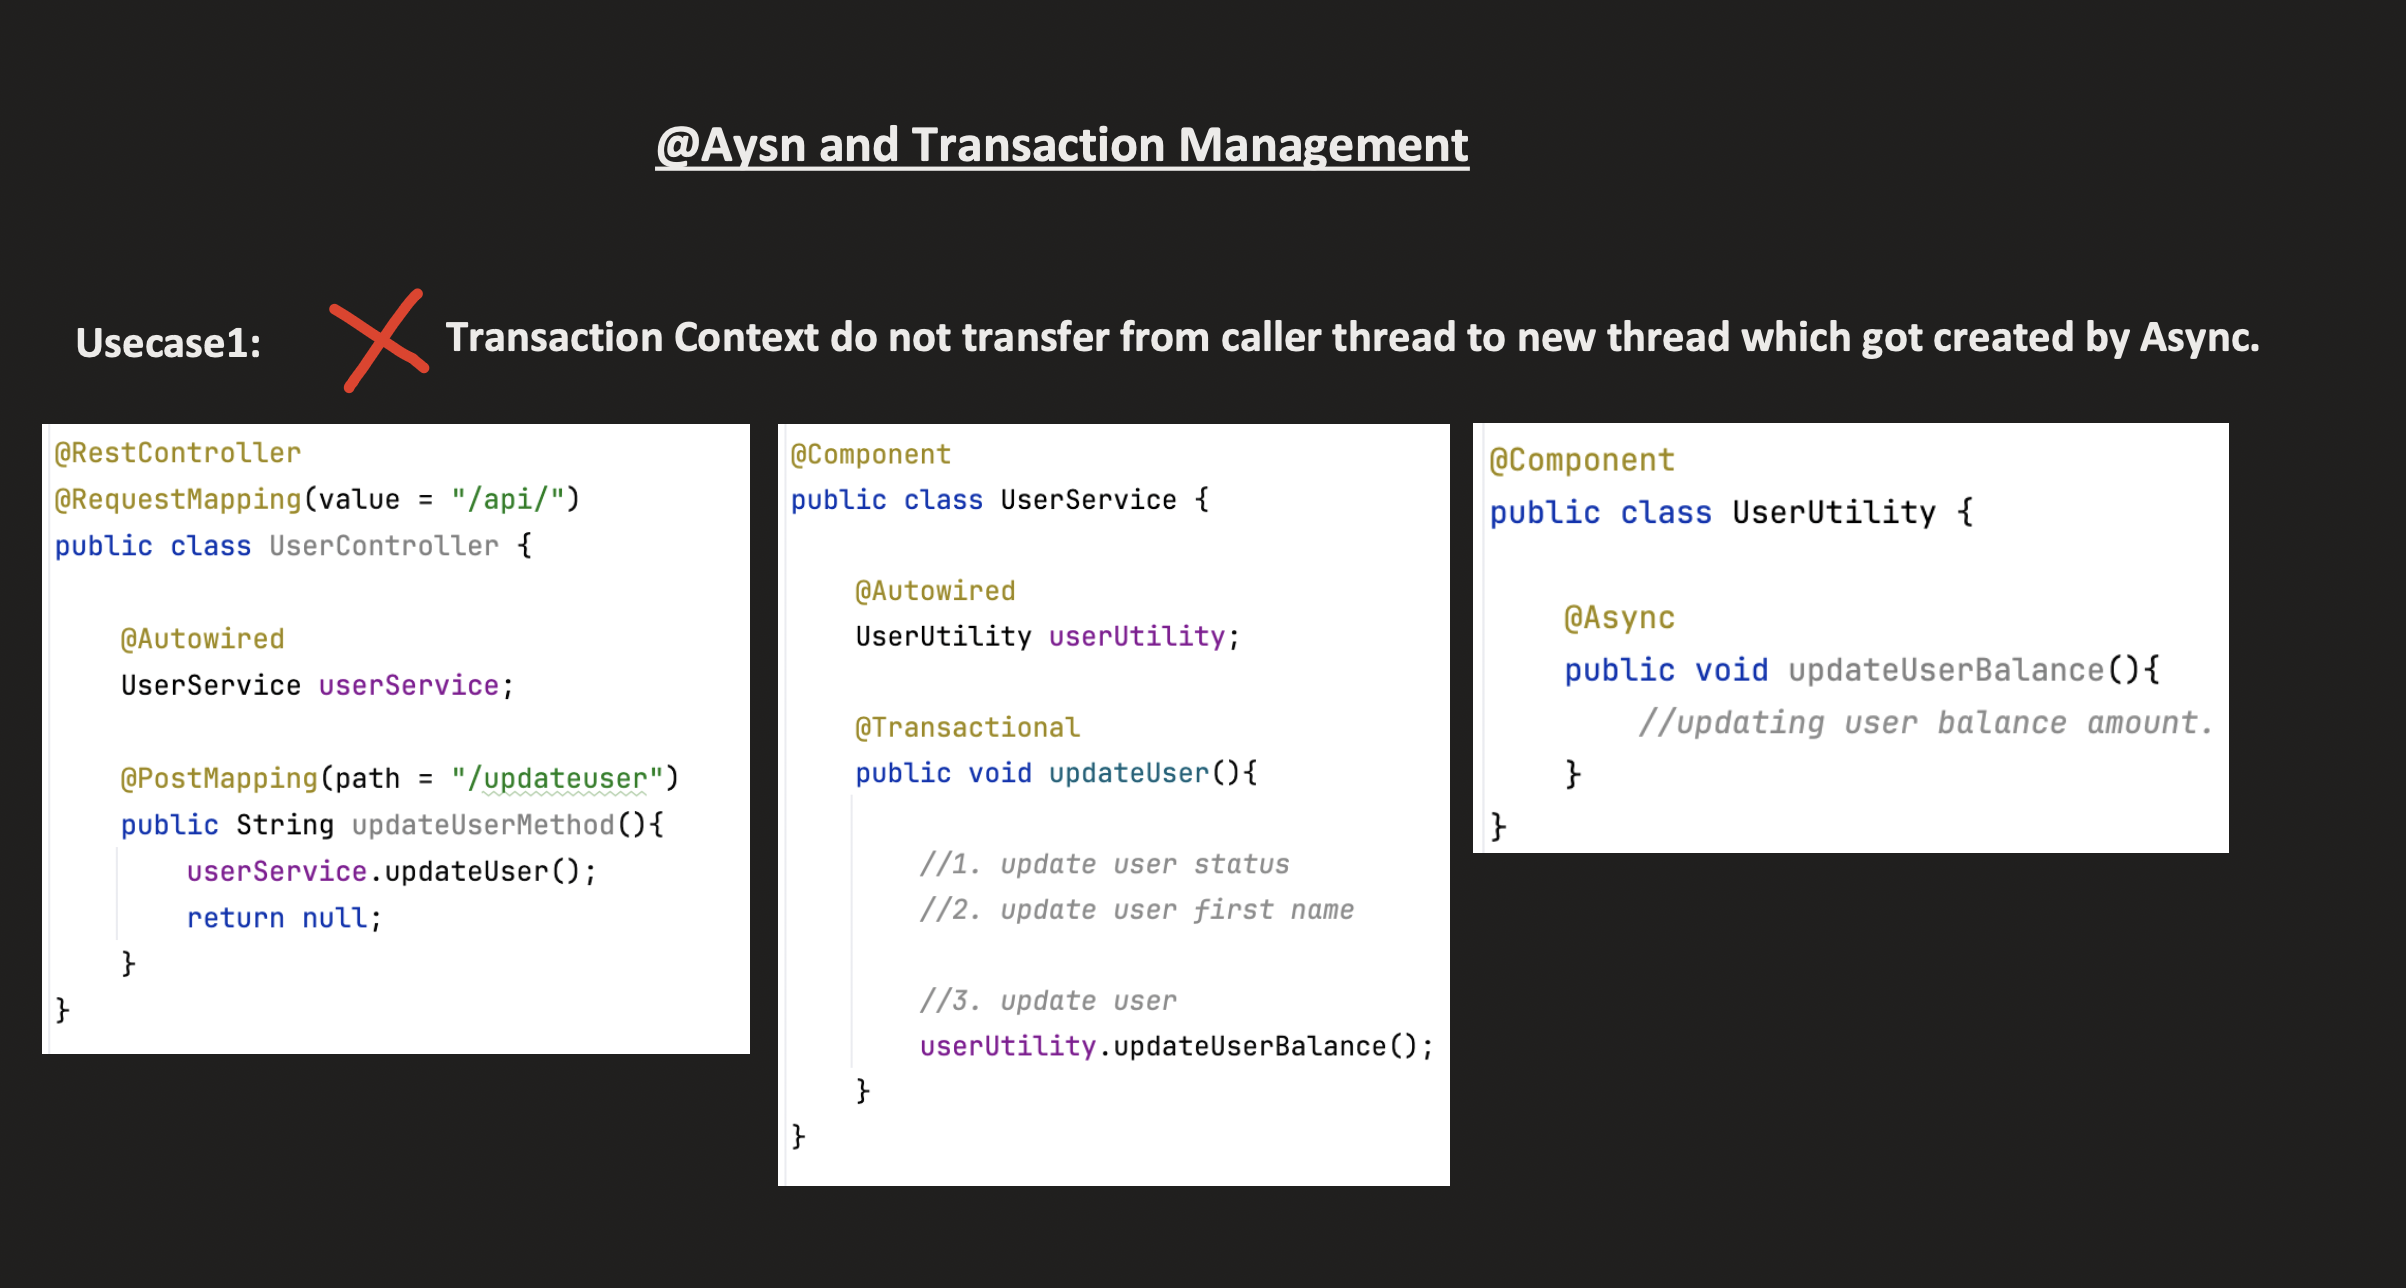 @Aysn and Transaction Management
Usecase1:
Transaction Context do not transfer from caller thread to new thread which got created by Async.
@RestController
@RequestMapping(value = "/api/")
public class UserController {
@Autowired
UserService userService;
@PostMapping(path = "/updateuser")
public String updateUserMethod(){
userService.updateUser();
return null;
}
}
@Component
public class UserService {
@Autowired
UserUtility userUtility;
@Transactional
public void updateUser(){
//1. update user status
//2. update user first name
//3. update user
userUtility.updateUserBalance();
}
}
@Component
public class UserUtility {
@Async
public void updateUserBalance(){
//updating user balance amount.
}
}